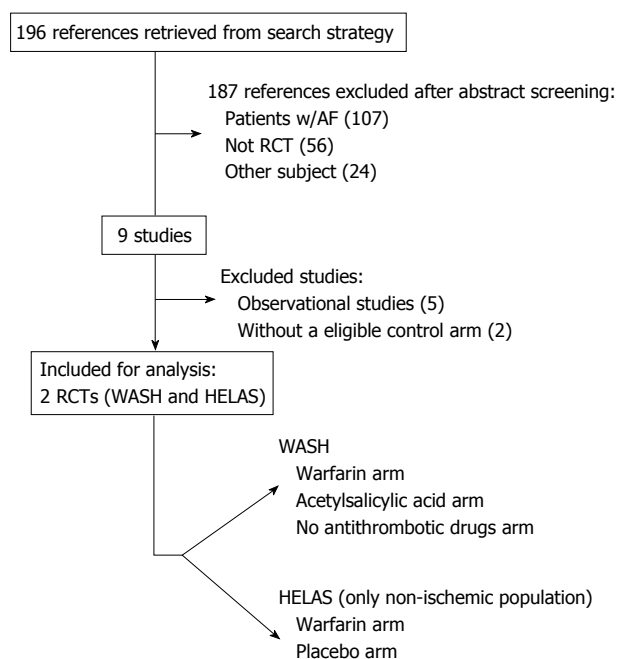 196 references retrieved from search strategy
187 references excluded after abstract screening:
Patients w/AF (107)
Not RCT (56)
Other subject (24)
9 studies
Excluded studies:
Observational studies (5)
Without a eligible control arm (2)
Included for analysis:
2 RCTs (WASH and HELAS)
WASH
Warfarin arm
Acetylsalicylic acid arm
No antithrombotic drugs arm
HELAS (only non-ischemic population)
Warfarin arm
Placebo arm